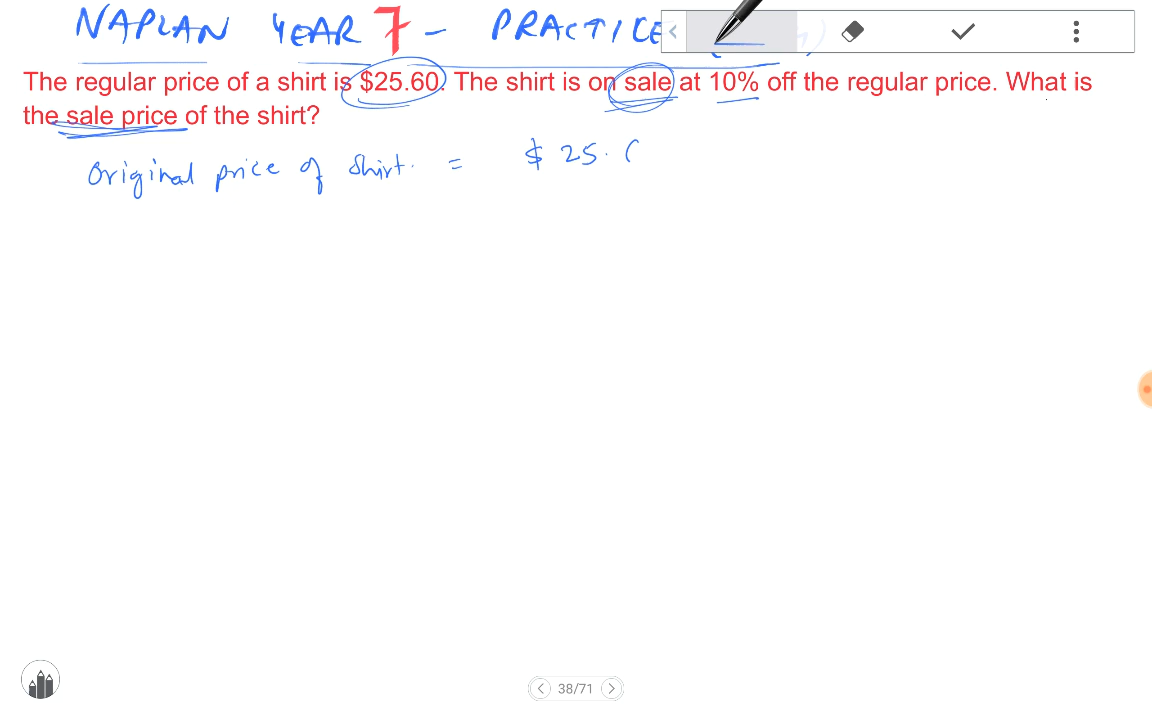 NAPLAN YEAR 7 - PRACTICE
The regular price of a shirt is $25.60. The shirt is on sale at 10% off the regular price. What is
the sale price of the shirt?
Original price of shirt. = $ 25.
38/71